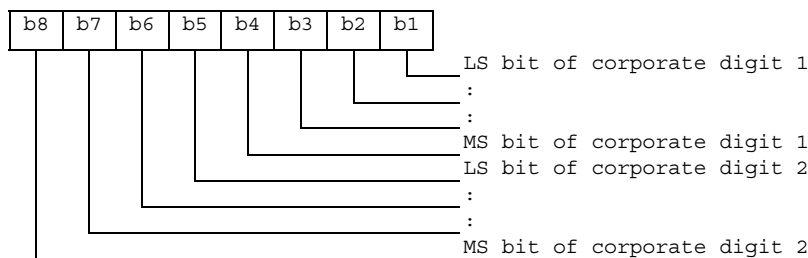 b8 b7 b6 b5 b4 b3 b2 b1
LS bit of corporate digit 1
:
:
MS bit of corporate digit 1
LS bit of corporate digit 2
:
:
MS bit of corporate digit 2